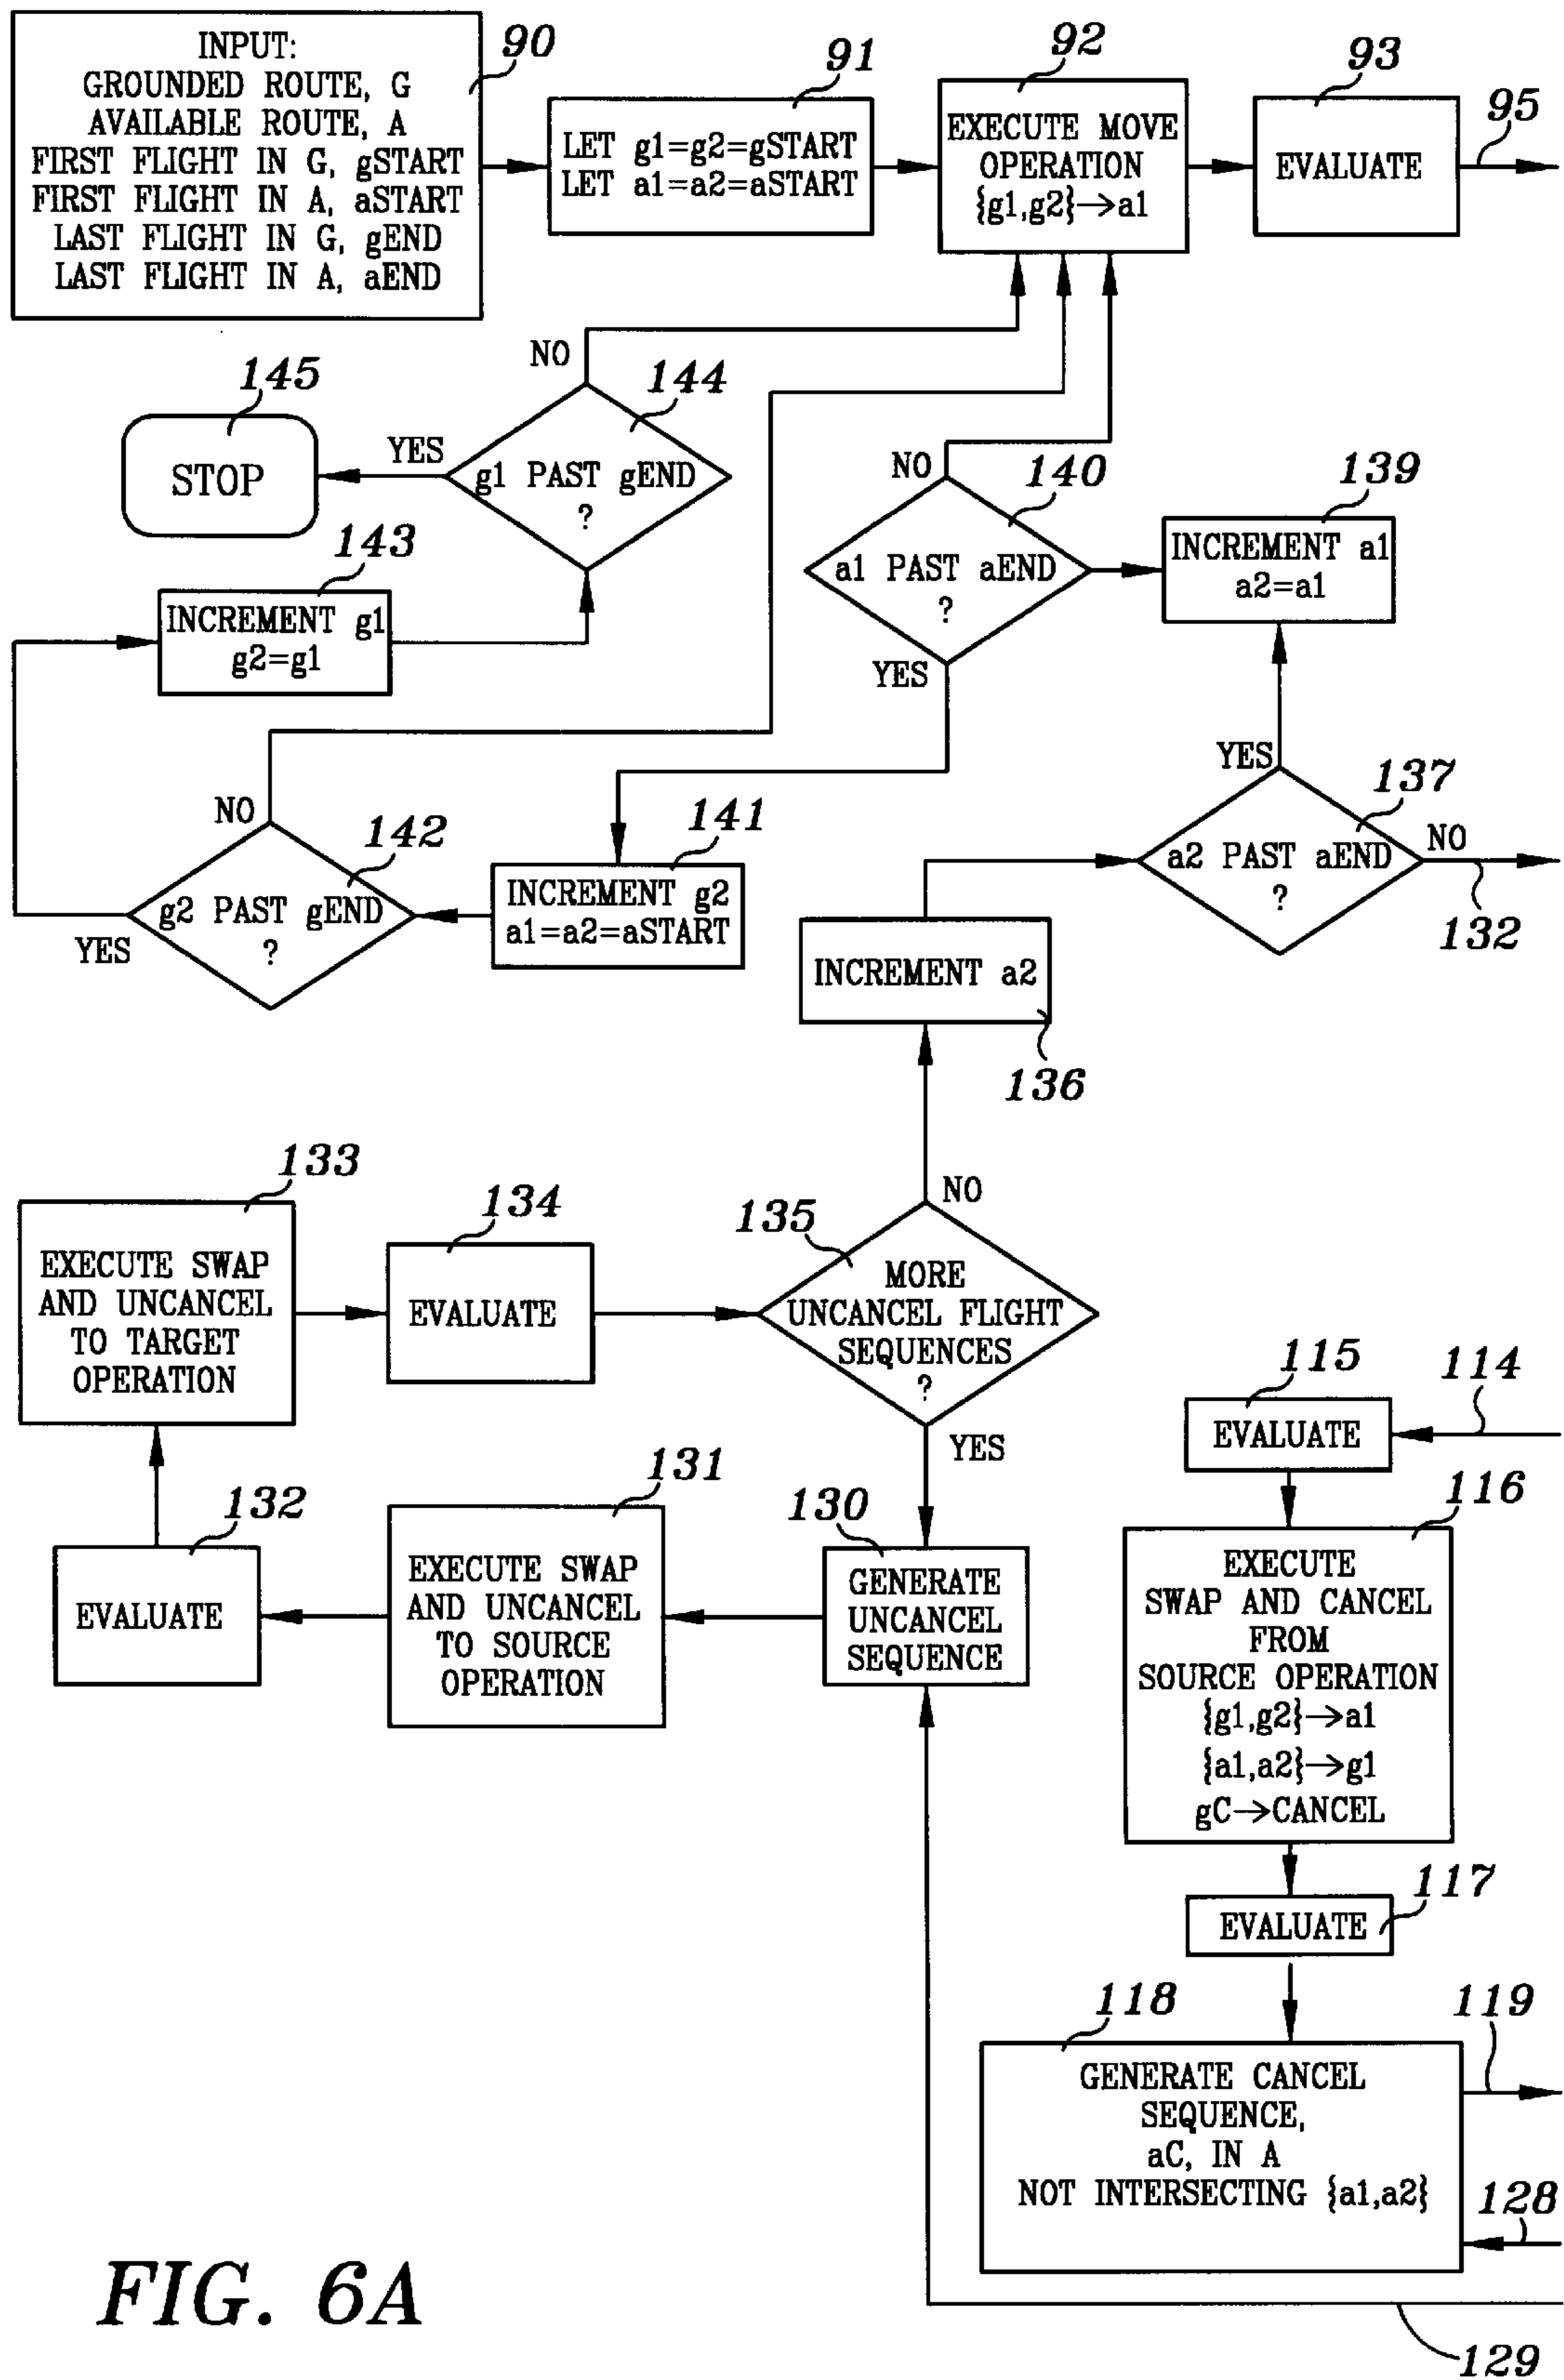 INPUT:
GROUNDED ROUTE, G
AVAILABLE ROUTE, A
FIRST FLIGHT IN G, gSTART
FIRST FLIGHT IN A, aSTART
LAST FLIGHT IN G, gEND
LAST FLIGHT IN A, aEND
90
LET g1=g2=gSTART
LET a1=a2=aSTART
91
EXECUTE MOVE
OPERATION
{g1,g2}→a1
92
EVALUATE
93
95
NO
144
g1 PAST gEND
?
YES
145
STOP
143
INCREMENT g1
g2=g1
NO
140
a1 PAST aEND
?
YES
139
INCREMENT a1
a2=a1
YES
137
a2 PAST aEND
?
NO
132
NO
142
g2 PAST gEND
?
YES
141
INCREMENT g2
a1=a2=aSTART
INCREMENT a2
136
133
EXECUTE SWAP
AND UNCANCEL
TO TARGET
OPERATION
134
EVALUATE
135
NO
MORE
UNCANCEL FLIGHT
SEQUENCES
?
YES
132
EVALUATE
131
EXECUTE SWAP
AND UNCANCEL
TO SOURCE
OPERATION
130
GENERATE
UNCANCEL
SEQUENCE
115
EVALUATE
114
116
EXECUTE
SWAP AND CANCEL
FROM
SOURCE OPERATION
{g1,g2}→a1
{a1,a2}→g1
gC→CANCEL
117
EVALUATE
118
GENERATE CANCEL
SEQUENCE,
aC, IN A
NOT INTERSECTING {a1,a2}
119
128
129
FIG. 6A